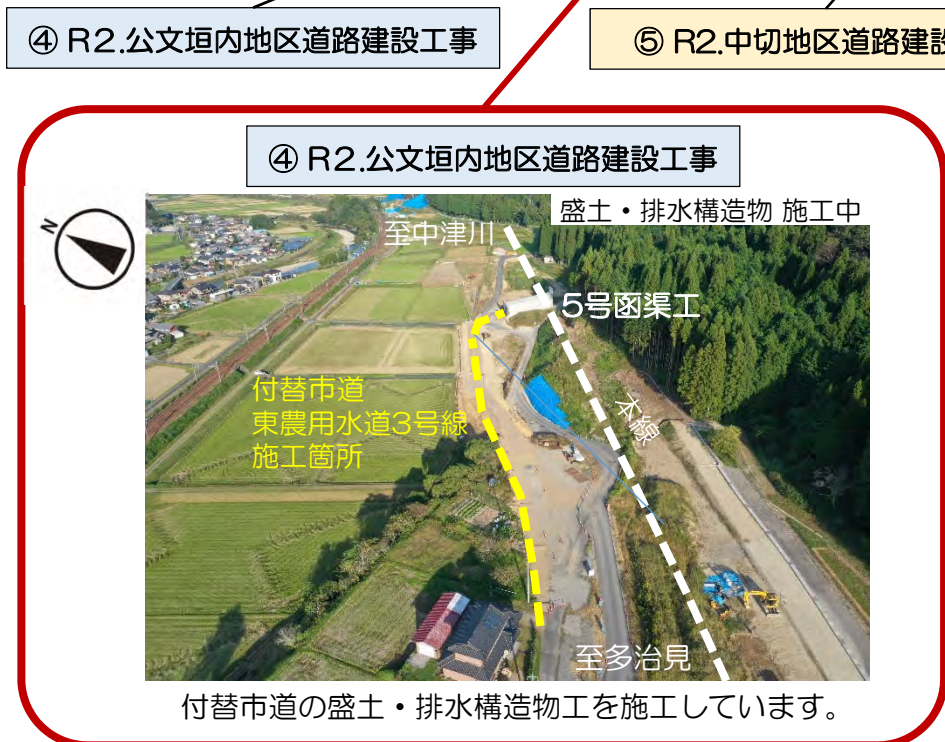 ④ R2.公文垣内地区道路建設工事
⑤ R2.中切地区道路建設
④ R2.公文垣内地区道路建設工事
N
盛土・排水構造物 施工中
至中津川
5号函渠工
付替市道
東農用水道3号線
施工箇所
本線
至多治見
付替市道の盛土・排水構造物工を施工しています。